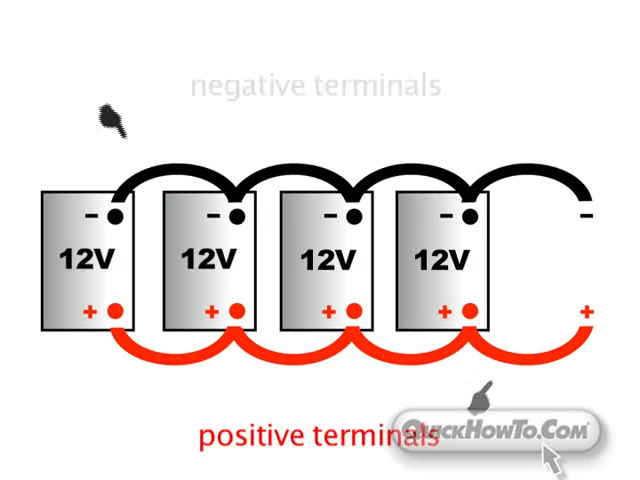 negative terminals
- - - - -
12V 12V 12V 12V
+ + + + +
positive terminals
QuickHowTo.Com